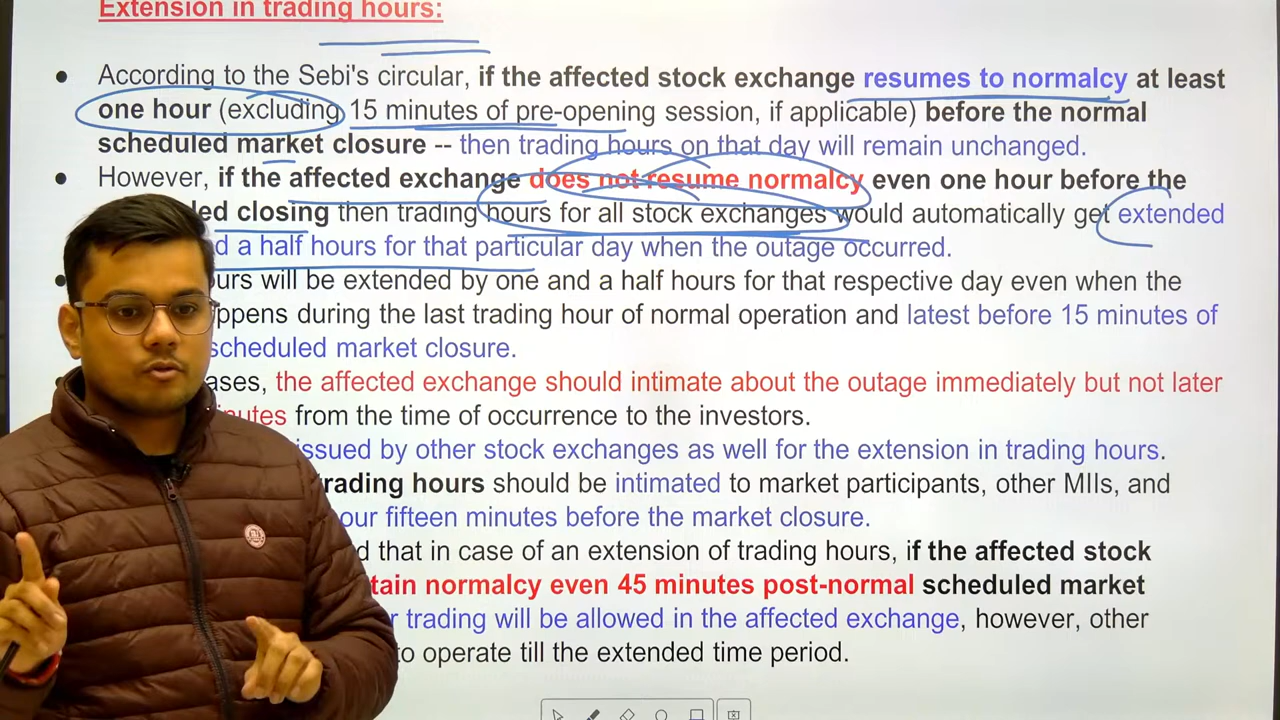 Extension in trading hours:
● According to the Sebi's circular, if the affected stock exchange resumes to normalcy at least
one hour (excluding 15 minutes of pre-opening session, if applicable) before the normal
scheduled market closure -- then trading hours on that day will remain unchanged.
● However, if the affected exchange does not resume normalcy even one hour before the
led closing then trading hours for all stock exchanges would automatically get extended
d a half hours for that particular day when the outage occurred.
urs will be extended by one and a half hours for that respective day even when the
ppens during the last trading hour of normal operation and latest before 15 minutes of
scheduled market closure.
ases, the affected exchange should intimate about the outage immediately but not later
nutes from the time of occurrence to the investors.
issued by other stock exchanges as well for the extension in trading hours.
trading hours should be intimated to market participants, other MIIs, and
our fifteen minutes before the market closure.
d that in case of an extension of trading hours, if the affected stock
tain normalcy even 45 minutes post-normal scheduled market
r trading will be allowed in the affected exchange, however, other
to operate till the extended time period.